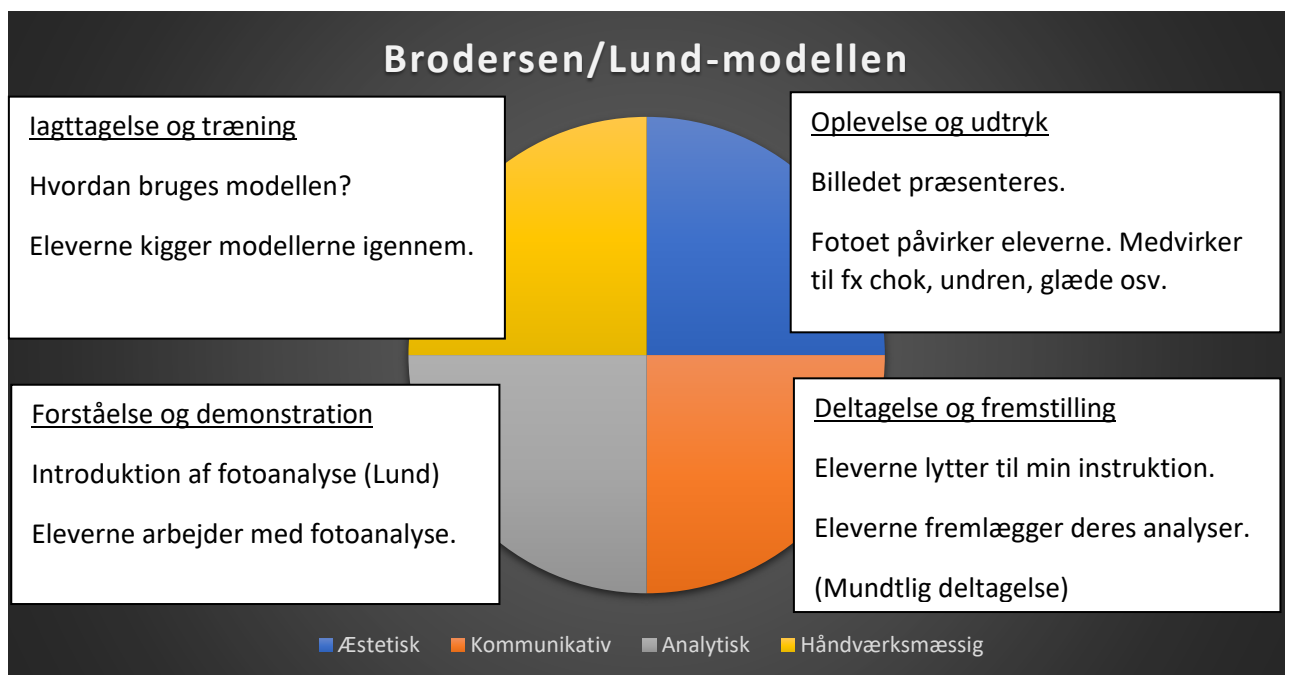 Brodersen/Lund-modellen
Iagttagelse og træning
Hvordan bruges modellen?
Eleverne kigger modellerne igennem.
Oplevelse og udtryk
Billedet præsenteres.
Fotoet påvirker eleverne. Medvirker
til fx chok, undren, glæde osv.
Forståelse og demonstration
Introduktion af fotoanalyse (Lund)
Eleverne arbejder med fotoanalyse.
Deltagelse og fremstilling
Eleverne lytter til min instruktion.
Eleverne fremlægger deres analyser.
(Mundtlig deltagelse)
Æstetisk Kommunikativ Analytisk Håndværksmæssig